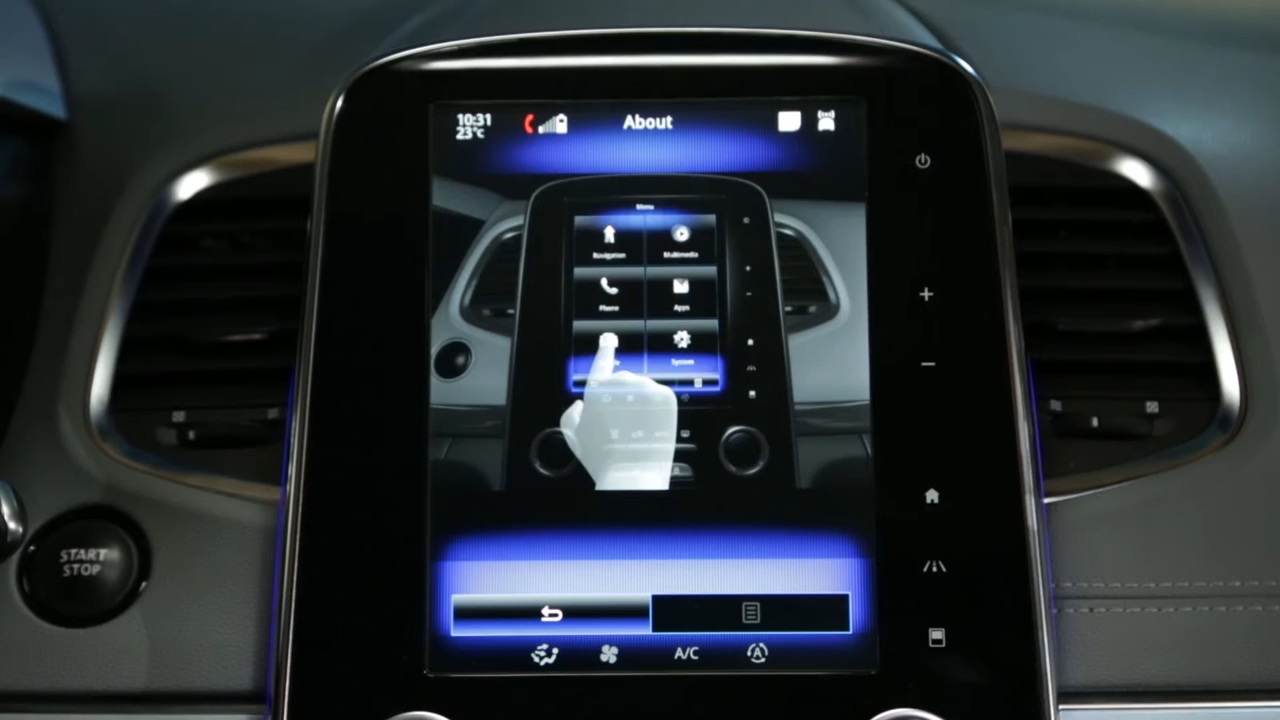 10:31
23°c
About
Menu
Navigation
Multimedia
Phone
Apps
System
START
STOP
A/C